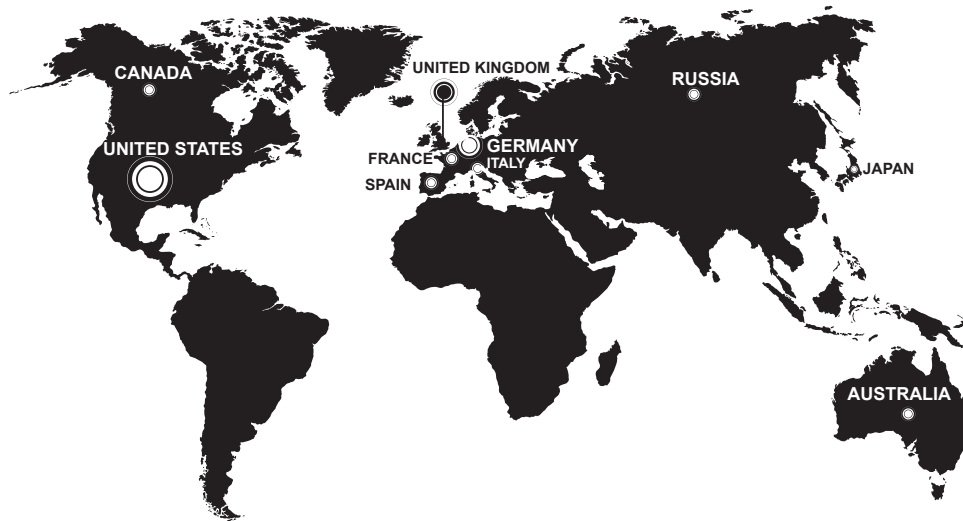 UNITED KINGDOM
CANADA
RUSSIA
UNITED STATES
GERMANY
FRANCE
ITALY
JAPAN
SPAIN
AUSTRALIA